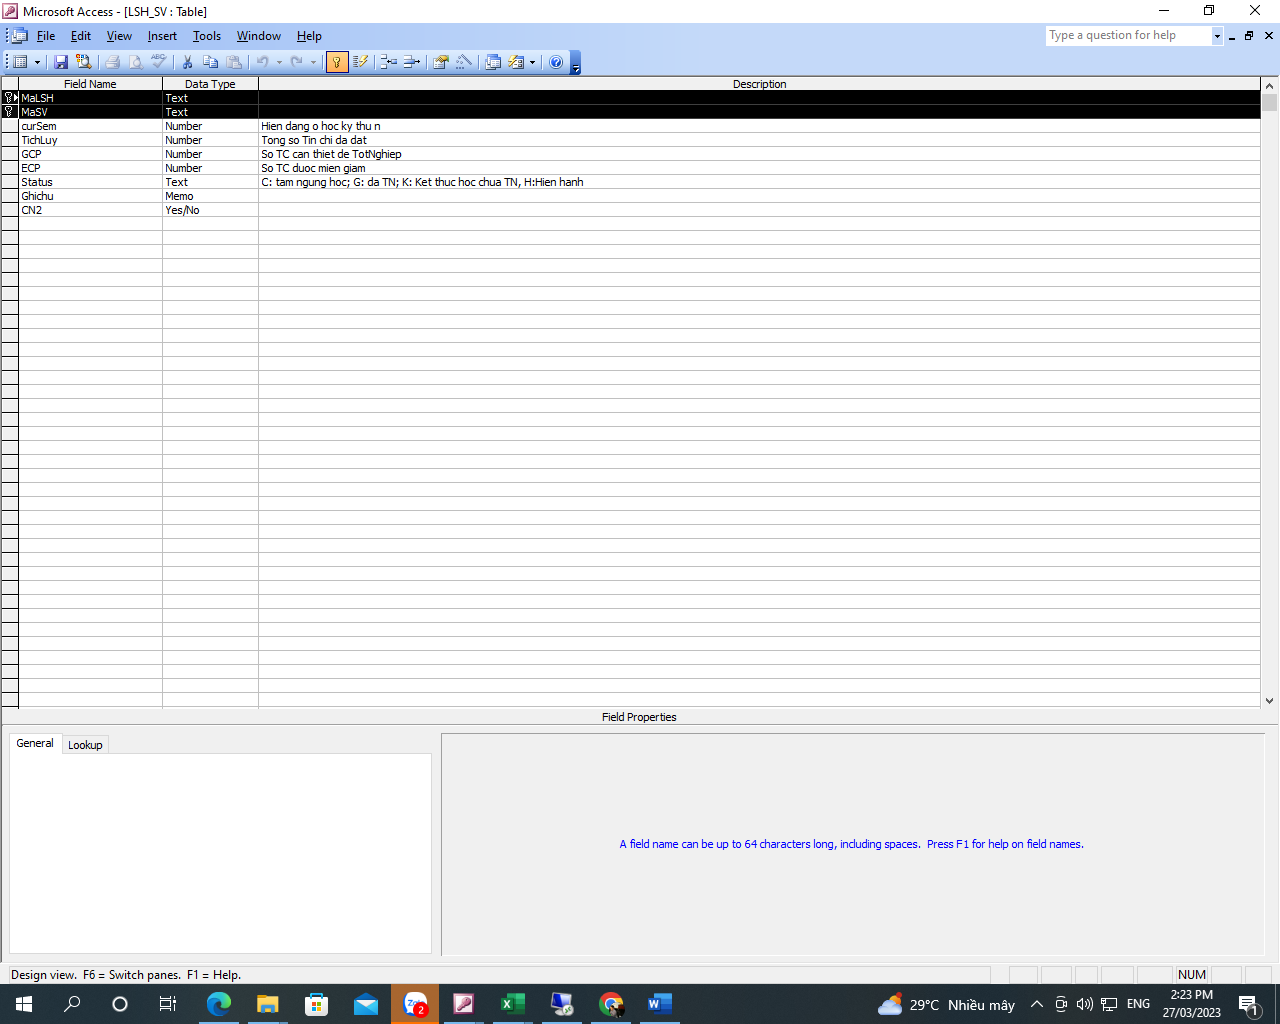 Microsoft Access - [LSH_SV : Table]
File Edit View Insert Tools Window Help
Type a question for help
Field Name Data Type Description
MaLSH Text
MaSV Text
curSem Number Hien dang o hoc ky thu n
TichLuy Number Tong so Tin chi da dat
GCP Number So TC can thiet de TotNghiep
ECP Number So TC duoc mien giam
Status Text C: tam ngung hoc; G: da TN; K: Ket thuc hoc chua TN, H:Hien hanh
Ghichu Memo
CN2 Yes/No
Field Properties
General Lookup
A field name can be up to 64 characters long, including spaces. Press F1 for help on field names.
Design view. F6 = Switch panes. F1 = Help.
NUM
Zalo 2
29°C Nhiều mây
ENG
2:23 PM
27/03/2023
1